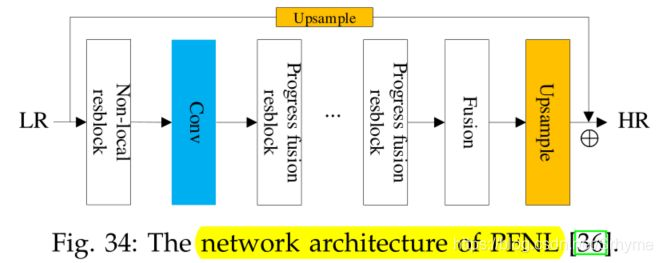 Upsample
LR
Non-local
resblock
Conv
Progress fusion
resblock
...
Progress fusion
resblock
Fusion
Upsample
HR
Fig. 34: The network architecture of PFNL [36].